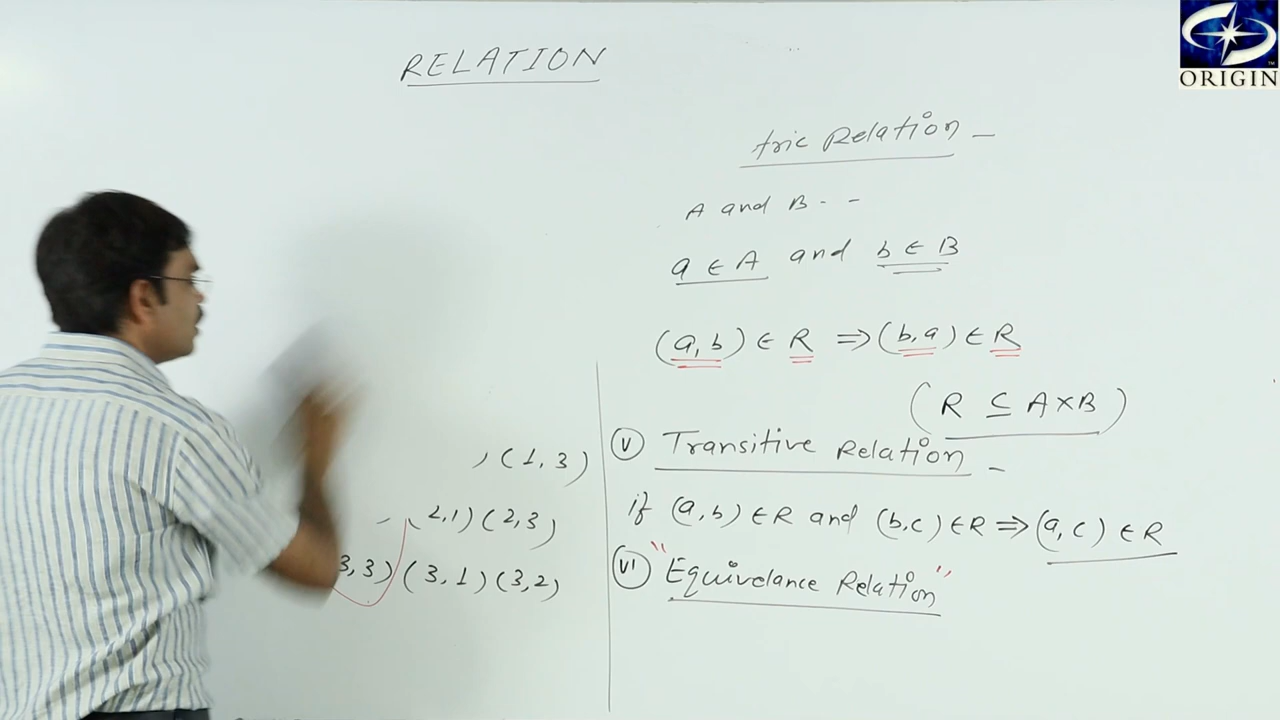 RELATION
ORIGIN
tric Relation -
A and B - -
a ∈ A and b ∈ B
(a, b) ∈ R ⇒ (b, a) ∈ R
(R ⊆ A×B)
, (1, 3)
(V) Transitive Relation -
2,1) (2,3)
if (a, b) ∈ R and (b, c) ∈ R ⇒ (a, c) ∈ R
3,3) (3,1) (3,2)
(VI) "Equivelance Relation"